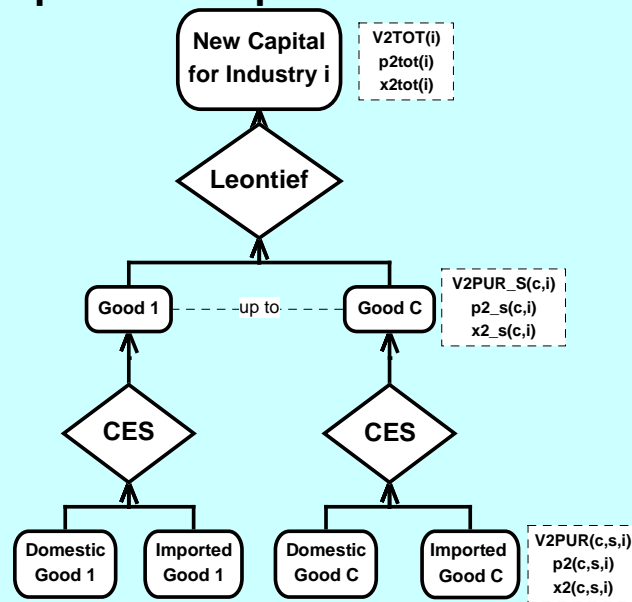 New Capital
for Industry i
V2TOT(i)
p2tot(i)
x2tot(i)
Leontief
Good 1
up to
Good C
V2PUR_S(c,i)
p2_s(c,i)
x2_s(c,i)
CES
CES
Domestic
Good 1
Imported
Good 1
Domestic
Good C
Imported
Good C
V2PUR(c,s,i)
p2(c,s,i)
x2(c,s,i)